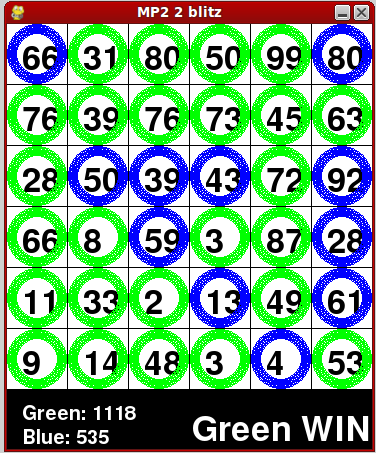 MP2 2 blitz
66 31 80 50 99 80
76 39 76 73 45 63
28 50 39 43 72 92
66 8 59 3 87 28
11 33 2 13 49 61
9 14 48 3 4 53
Green: 1118
Blue: 535
Green WIN